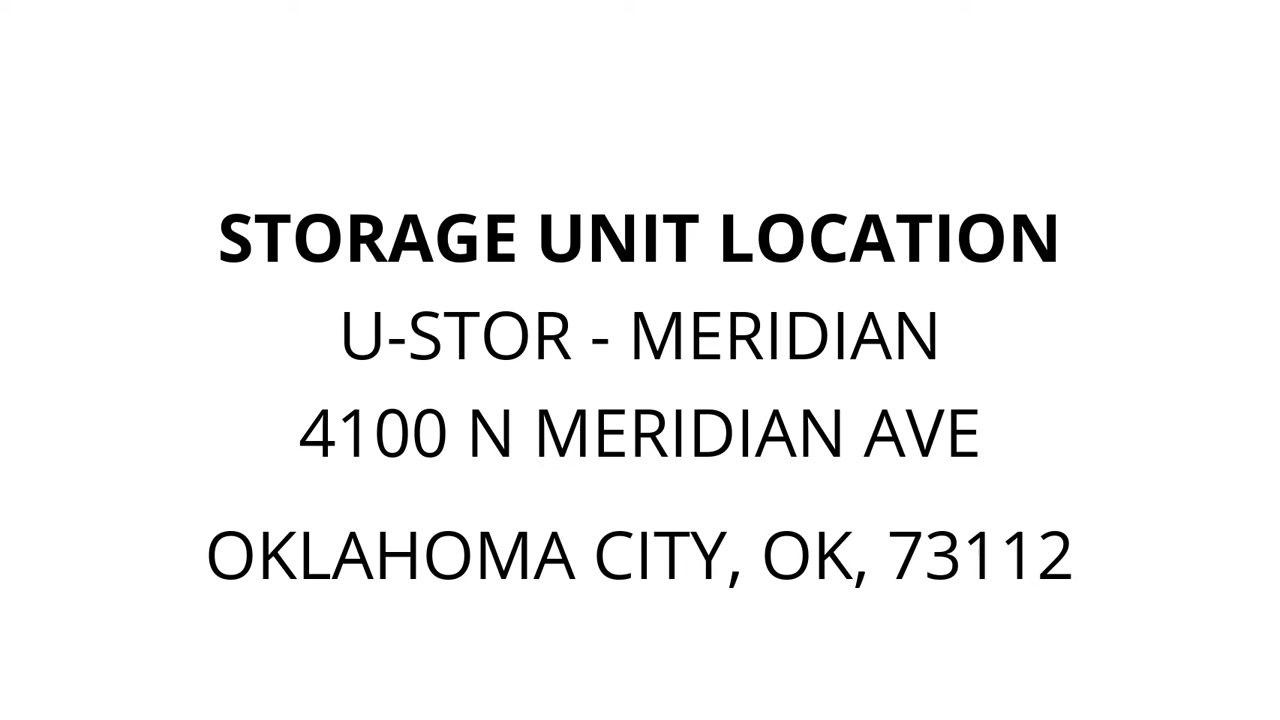 STORAGE UNIT LOCATION
U-STOR - MERIDIAN
4100 N MERIDIAN AVE
OKLAHOMA CITY, OK, 73112